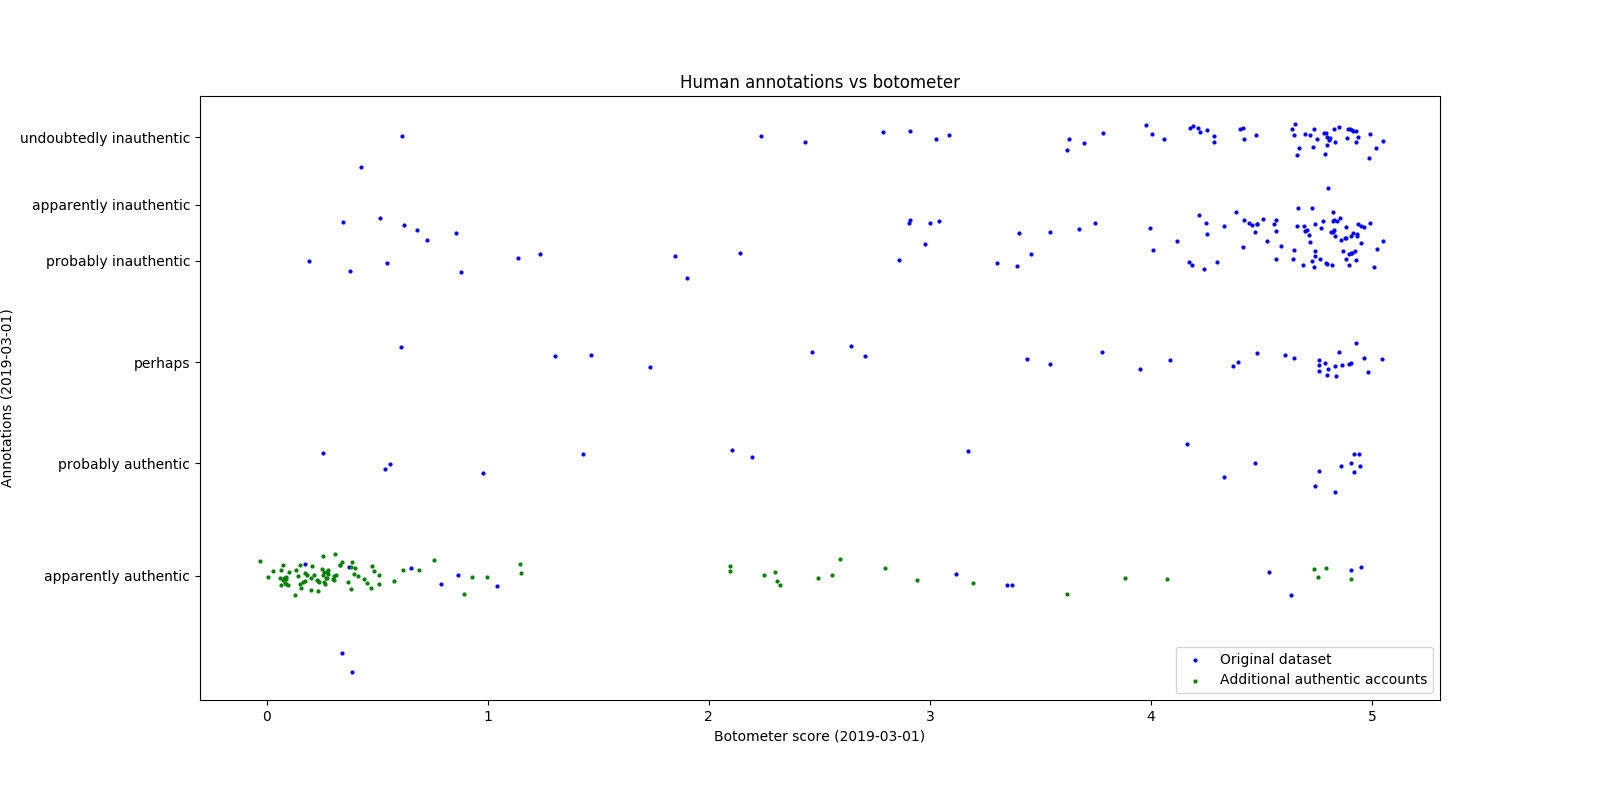 Human annotations vs botometer
undoubtedly inauthentic
apparently inauthentic
probably inauthentic
perhaps
probably authentic
apparently authentic
Annotations (2019-03-01)
Original dataset
Additional authentic accounts
0 1 2 3 4 5
Botometer score (2019-03-01)